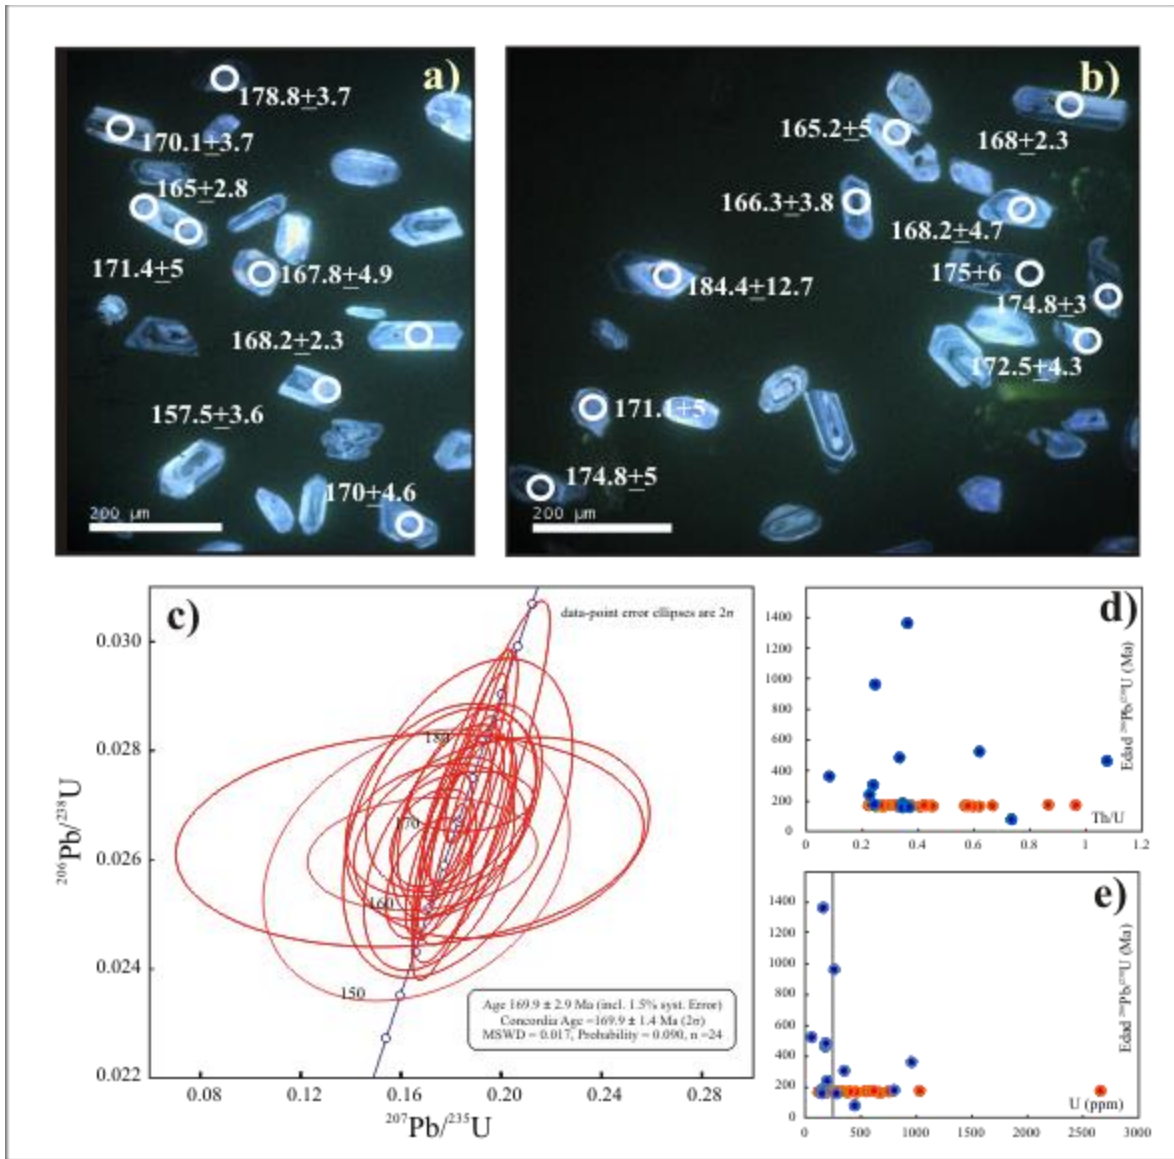 a)
178.8±3.7
170.1±3.7
165±2.8
171.4±5
167.8±4.9
168.2±2.3
157.5±3.6
170±4.6
200 μm
b)
165.2±5
168±2.3
166.3±3.8
168.2±4.7
184.4±12.7
175±6
174.8±3
172.5±4.3
171.1±5
174.8±5
200 μm
c)
data-point error ellipses are 2σ
0.030
0.028
0.026
0.024
0.022
²⁰⁶Pb/²³⁸U
180
170
160
150
Age 169.9 ± 2.9 Ma (incl. 1.5% syst. Error)
Concordia Age =169.9 ± 1.4 Ma (2σ)
MSWD = 0.017, Probability = 0.090, n =24
0.08 0.12 0.16 0.20 0.24 0.28
²⁰⁷Pb/²³⁵U
d)
1400
1200
1000
800
600
400
200
0
Edad ²⁰⁶Pb/²³⁸U (Ma)
Th/U
0 0.2 0.4 0.6 0.8 1 1.2
e)
1400
1200
1000
800
600
400
200
0
Edad ²⁰⁶Pb/²³⁸U (Ma)
U (ppm)
0 500 1000 1500 2000 2500 3000